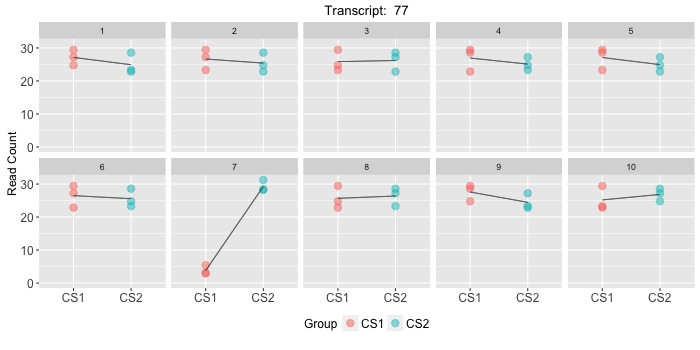 Transcript:  77
1 2 3 4 5
30
20
10
0
Read Count
6 7 8 9 10
30
20
10
0
CS1 CS2 CS1 CS2 CS1 CS2 CS1 CS2 CS1 CS2
Group CS1 CS2